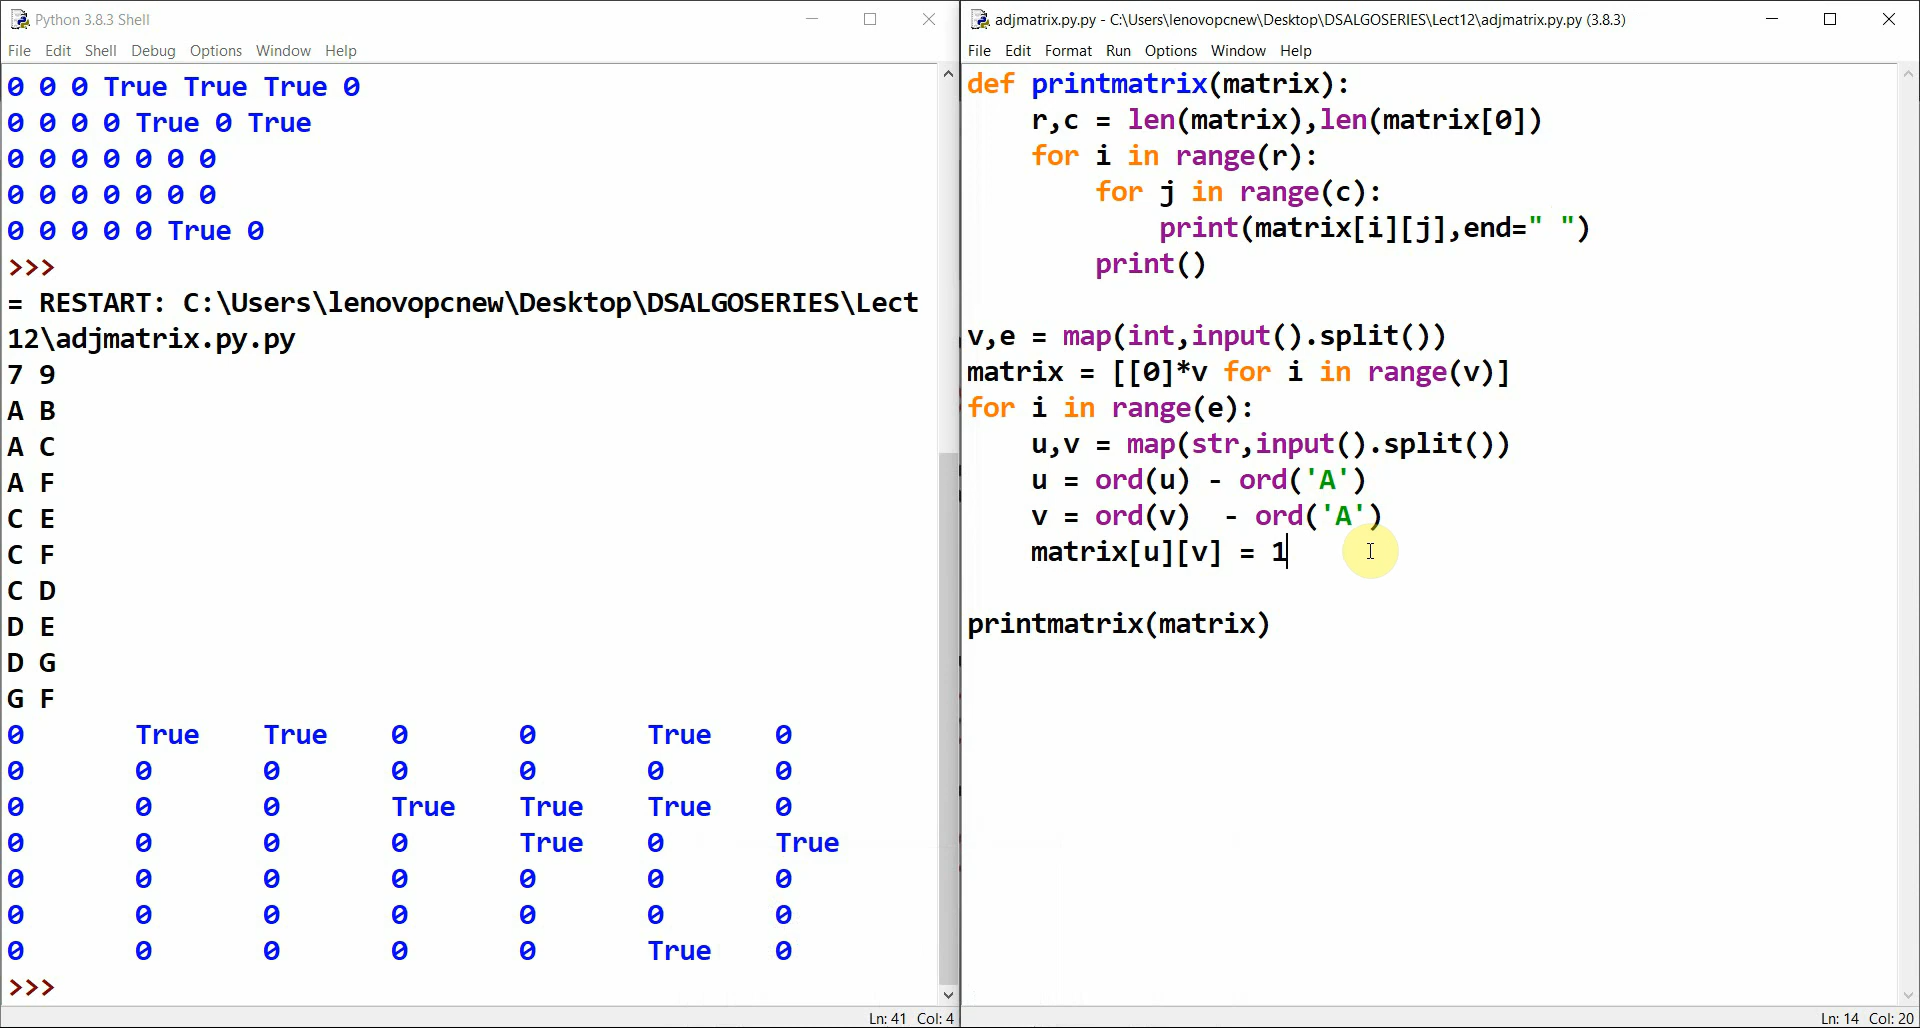 Python 3.8.3 Shell
File Edit Shell Debug Options Window Help
0 0 0 True True True 0
0 0 0 0 True 0 True
0 0 0 0 0 0 0
0 0 0 0 0 0 0
0 0 0 0 0 True 0
>>>
= RESTART: C:\Users\lenovopcnew\Desktop\DSALGOSERIES\Lect
12\adjmatrix.py.py
7 9
A B
A C
A F
C E
C F
C D
D E
D G
G F
0 True True 0 0 True 0
0 0 0 0 0 0 0
0 0 0 True True True 0
0 0 0 0 True 0 True
0 0 0 0 0 0 0
0 0 0 0 0 0 0
0 0 0 0 0 True 0
>>>
Ln: 41 Col: 4
adjmatrix.py.py - C:\Users\lenovopcnew\Desktop\DSALGOSERIES\Lect12\adjmatrix.py.py (3.8.3)
File Edit Format Run Options Window Help
def printmatrix(matrix):
    r,c = len(matrix),len(matrix[0])
    for i in range(r):
        for j in range(c):
            print(matrix[i][j],end=" ")
        print()
v,e = map(int,input().split())
matrix = [[0]*v for i in range(v)]
for i in range(e):
    u,v = map(str,input().split())
    u = ord(u) - ord('A')
    v = ord(v)  - ord('A')
    matrix[u][v] = 1
printmatrix(matrix)
Ln: 14 Col: 20